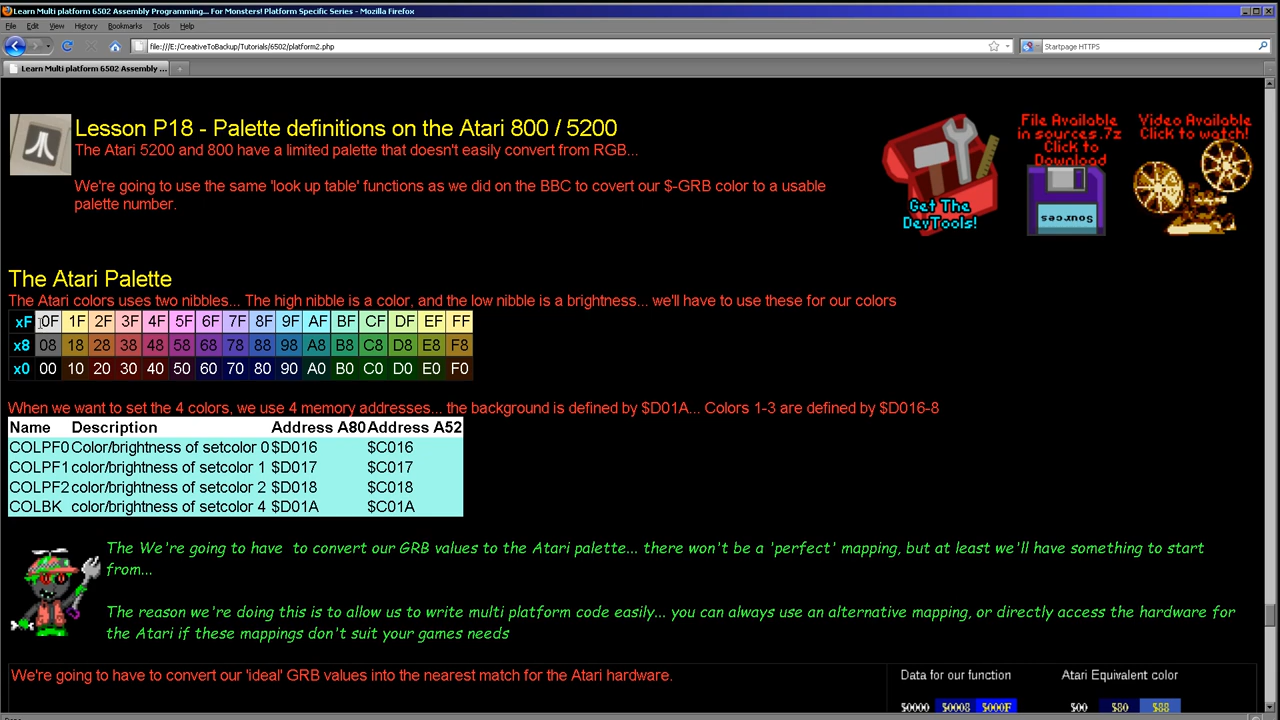 Learn Multi platform 6502 Assembly Programming... For Monsters! Platform Specific Series - Mozilla Firefox
File Edit View History Bookmarks Tools Help
file:///E:/CreativeToBackup/Tutorials/6502/platform2.php
Startpage HTTPS
Learn Multi platform 6502 Assembly ...
Lesson P18 - Palette definitions on the Atari 800 / 5200
The Atari 5200 and 800 have a limited palette that doesn't easily convert from RGB...
We're going to use the same 'look up table' functions as we did on the BBC to covert our $-GRB color to a usable
palette number.
Get The
DevTools!
File Available
in sources.7z
Click to
Download
Sources
Video Available
Click to watch!
The Atari Palette
The Atari colors uses two nibbles... The high nibble is a color, and the low nibble is a brightness... we'll have to use these for our colors
xF 0F 1F 2F 3F 4F 5F 6F 7F 8F 9F AF BF CF DF EF FF
x8 08 18 28 38 48 58 68 78 88 98 A8 B8 C8 D8 E8 F8
x0 00 10 20 30 40 50 60 70 80 90 A0 B0 C0 D0 E0 F0
When we want to set the 4 colors, we use 4 memory addresses... the background is defined by $D01A... Colors 1-3 are defined by $D016-8
Name Description Address A80 Address A52
COLPF0 Color/brightness of setcolor 0 $D016 $C016
COLPF1 color/brightness of setcolor 1 $D017 $C017
COLPF2 color/brightness of setcolor 2 $D018 $C018
COLBK color/brightness of setcolor 4 $D01A $C01A
The We're going to have to convert our GRB values to the Atari palette... there won't be a 'perfect' mapping, but at least we'll have something to start
from...
The reason we're doing this is to allow us to write multi platform code easily... you can always use an alternative mapping, or directly access the hardware for
the Atari if these mappings don't suit your games needs
We're going to have to convert our 'ideal' GRB values into the nearest match for the Atari hardware.
Data for our function Atari Equivalent color
$0000 $0008 $000F $00 $80 $88